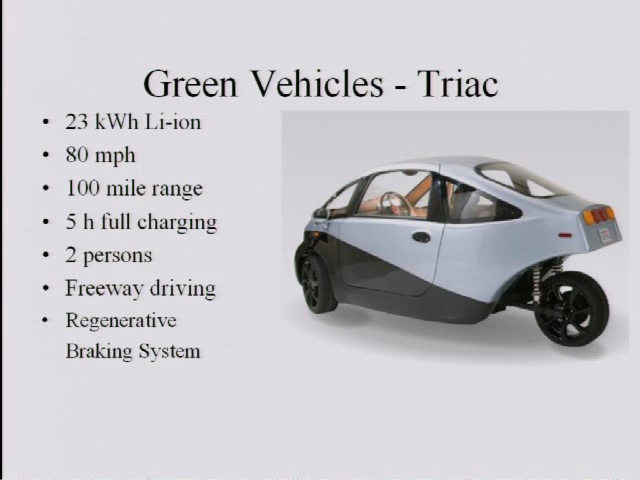 Green Vehicles - Triac
• 23 kWh Li-ion
• 80 mph
• 100 mile range
• 5 h full charging
• 2 persons
• Freeway driving
• Regenerative
Braking System